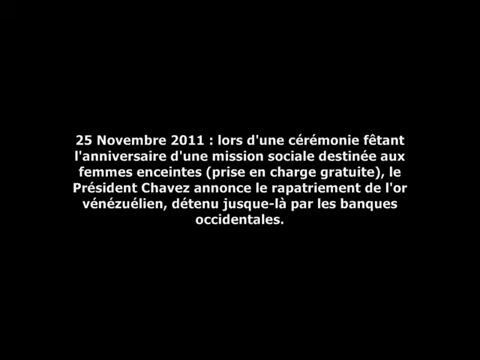 25 Novembre 2011 : lors d'une cérémonie fêtant
l'anniversaire d'une mission sociale destinée aux
femmes enceintes (prise en charge gratuite), le
Président Chavez annonce le rapatriement de l'or
vénézuélien, détenu jusque-là par les banques
occidentales.